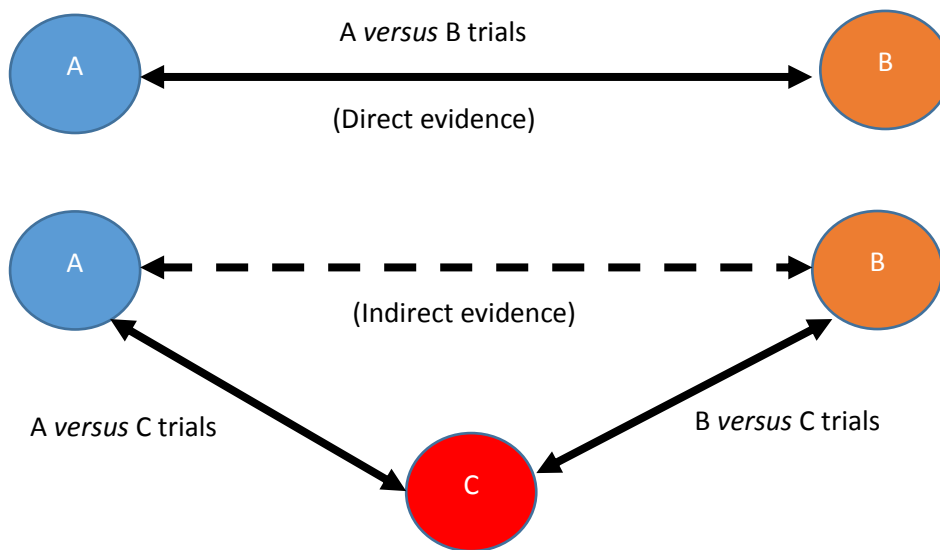 A versus B trials
A
B
(Direct evidence)
A
B
(Indirect evidence)
A versus C trials
B versus C trials
C